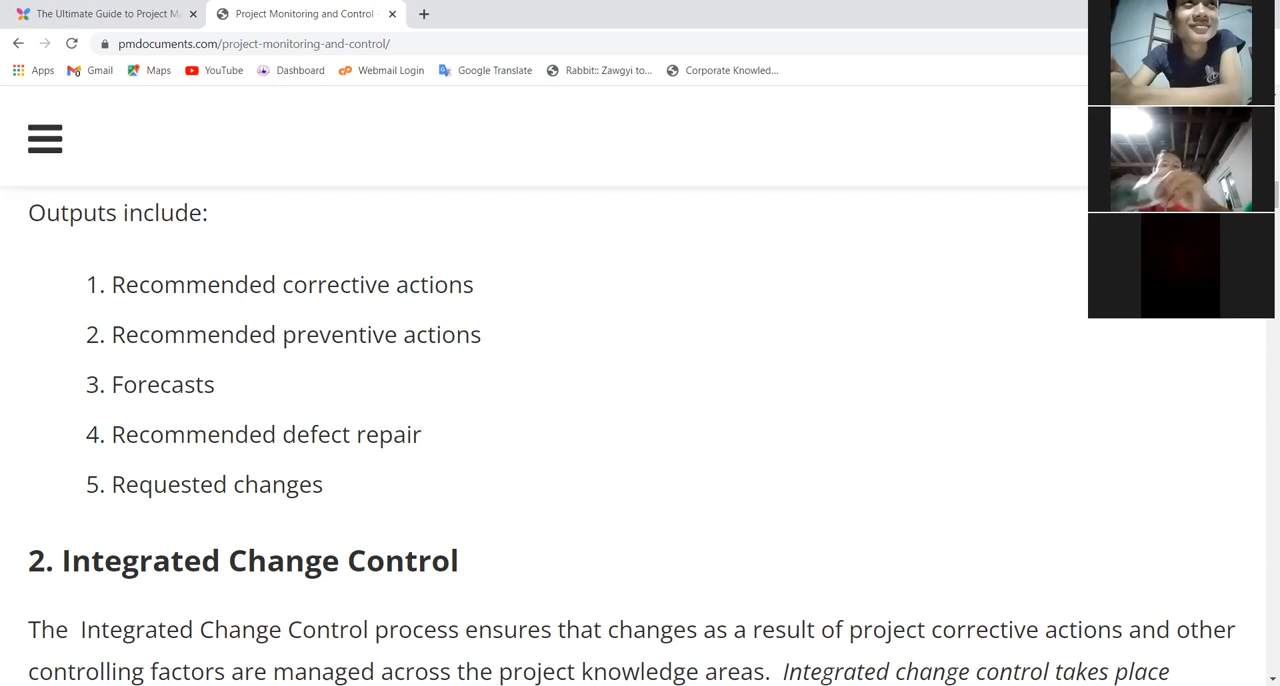 The Ultimate Guide to Project M
Project Monitoring and Control -
pmdocuments.com/project-monitoring-and-control/
Apps Gmail Maps YouTube Dashboard Webmail Login Google Translate Rabbit:: Zawgyi to... Corporate Knowled...
Outputs include:
1. Recommended corrective actions
2. Recommended preventive actions
3. Forecasts
4. Recommended defect repair
5. Requested changes
2. Integrated Change Control
The Integrated Change Control process ensures that changes as a result of project corrective actions and other
controlling factors are managed across the project knowledge areas. Integrated change control takes place